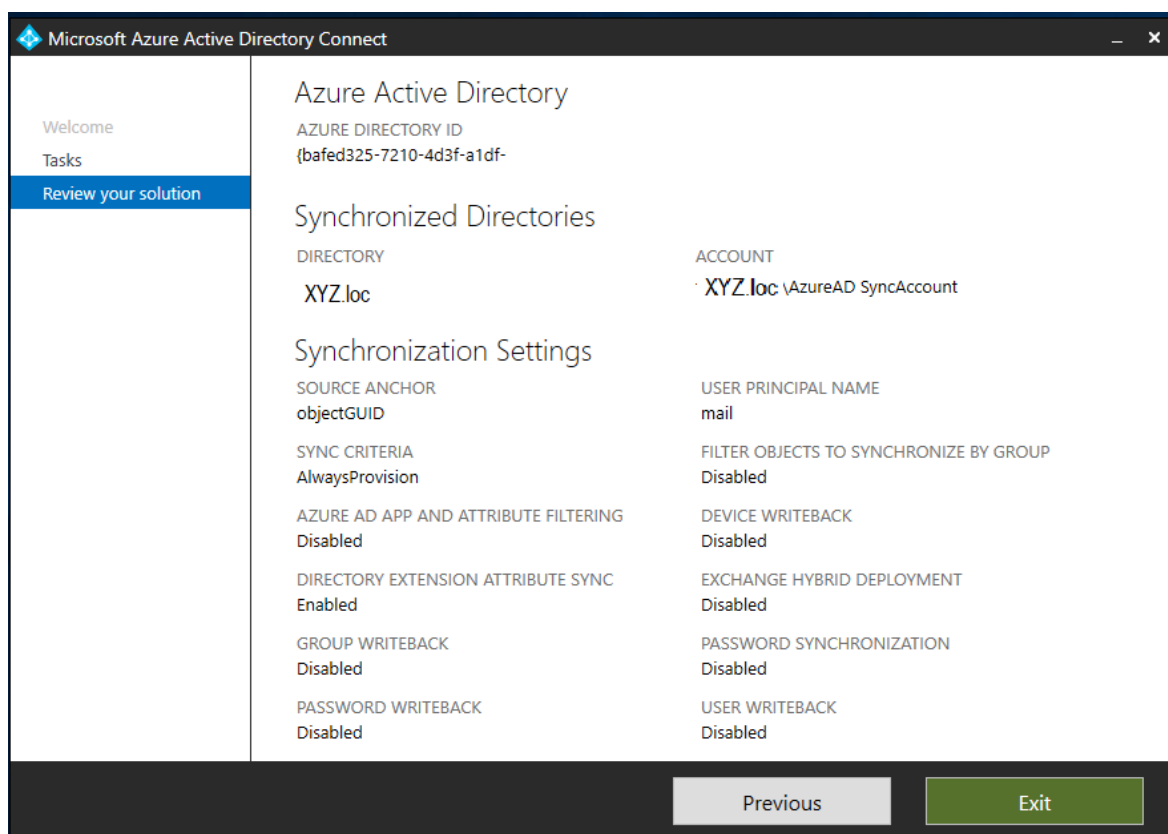 Microsoft Azure Active Directory Connect
Welcome
Tasks
Review your solution
Azure Active Directory
AZURE DIRECTORY ID
{bafed325-7210-4d3f-a1df-
Synchronized Directories
DIRECTORY ACCOUNT
XYZ.loc XYZ.loc \AzureAD SyncAccount
Synchronization Settings
SOURCE ANCHOR USER PRINCIPAL NAME
objectGUID mail
SYNC CRITERIA FILTER OBJECTS TO SYNCHRONIZE BY GROUP
AlwaysProvision Disabled
AZURE AD APP AND ATTRIBUTE FILTERING DEVICE WRITEBACK
Disabled Disabled
DIRECTORY EXTENSION ATTRIBUTE SYNC EXCHANGE HYBRID DEPLOYMENT
Enabled Disabled
GROUP WRITEBACK PASSWORD SYNCHRONIZATION
Disabled Disabled
PASSWORD WRITEBACK USER WRITEBACK
Disabled Disabled
Previous Exit